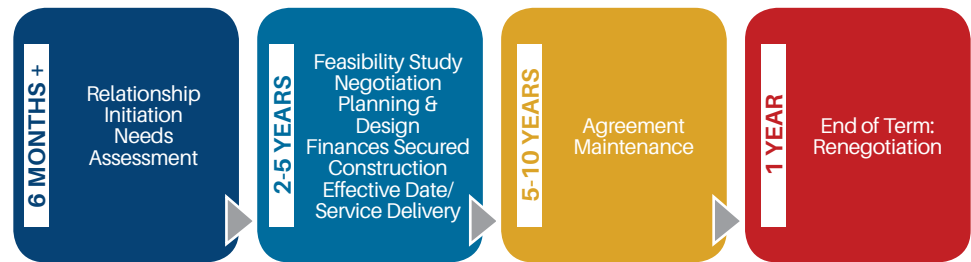 6 MONTHS +
Relationship
Initiation
Needs
Assessment
2-5 YEARS
Feasibility Study
Negotiation
Planning &
Design
Finances Secured
Construction
Effective Date/
Service Delivery
5-10 YEARS
Agreement
Maintenance
1 YEAR
End of Term:
Renegotiation